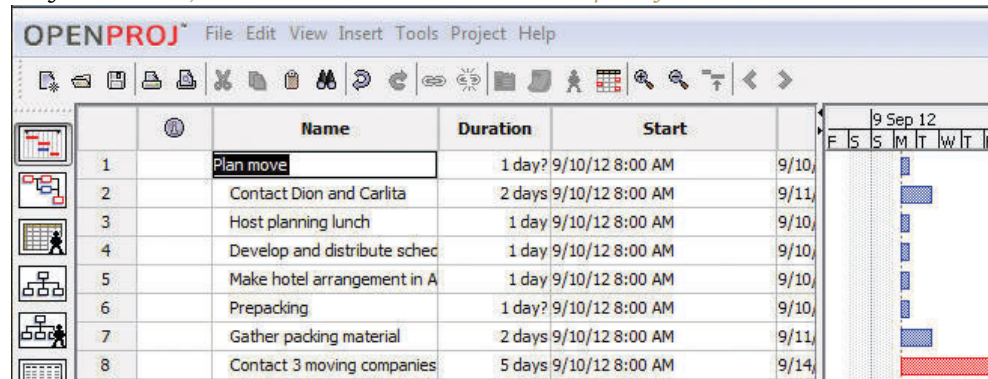 OPENPROJ™ File Edit View Insert Tools Project Help
Name Duration Start 9 Sep 12
F S S M T W T
1 Plan move 1 day? 9/10/12 8:00 AM 9/10/
2 Contact Dion and Carlita 2 days 9/10/12 8:00 AM 9/11/
3 Host planning lunch 1 day 9/10/12 8:00 AM 9/10/
4 Develop and distribute sched 1 day 9/10/12 8:00 AM 9/10/
5 Make hotel arrangement in A 1 day 9/10/12 8:00 AM 9/10/
6 Prepacking 1 day? 9/10/12 8:00 AM 9/10/
7 Gather packing material 2 days 9/10/12 8:00 AM 9/11/
8 Contact 3 moving companies 5 days 9/10/12 8:00 AM 9/14/